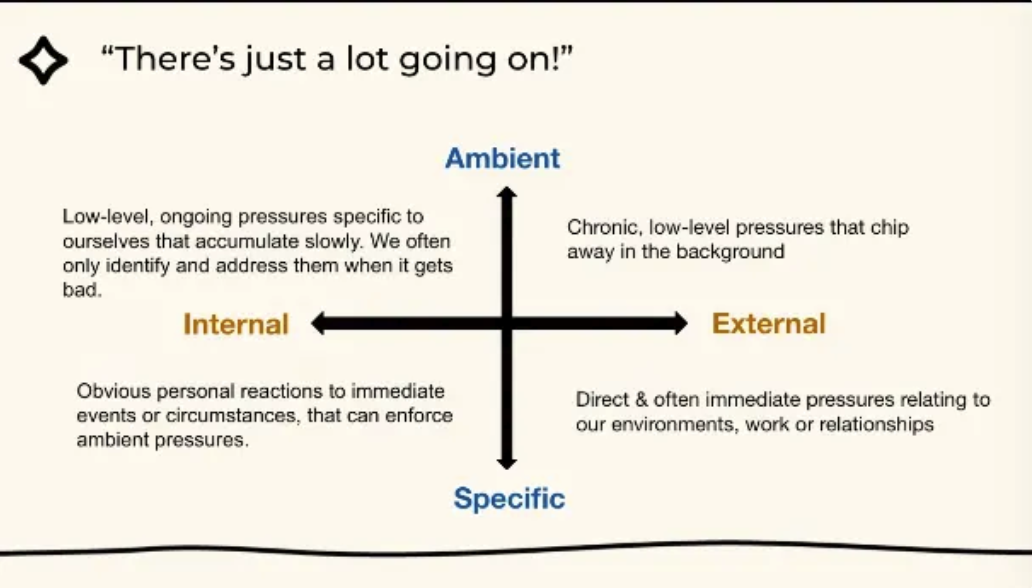 “There’s just a lot going on!”
Ambient
Low-level, ongoing pressures specific to
ourselves that accumulate slowly. We often
only identify and address them when it gets
bad.
Chronic, low-level pressures that chip
away in the background
Internal
External
Obvious personal reactions to immediate
events or circumstances, that can enforce
ambient pressures.
Direct & often immediate pressures relating to
our environments, work or relationships
Specific